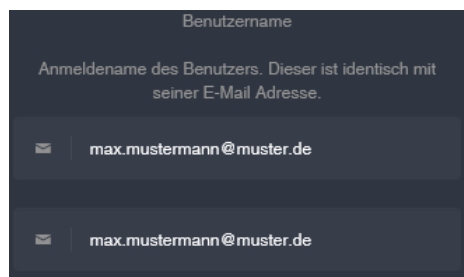 Benutzername
Anmeldename des Benutzers. Dieser ist identisch mit
seiner E-Mail Adresse.
max.mustermann@muster.de
max.mustermann@muster.de